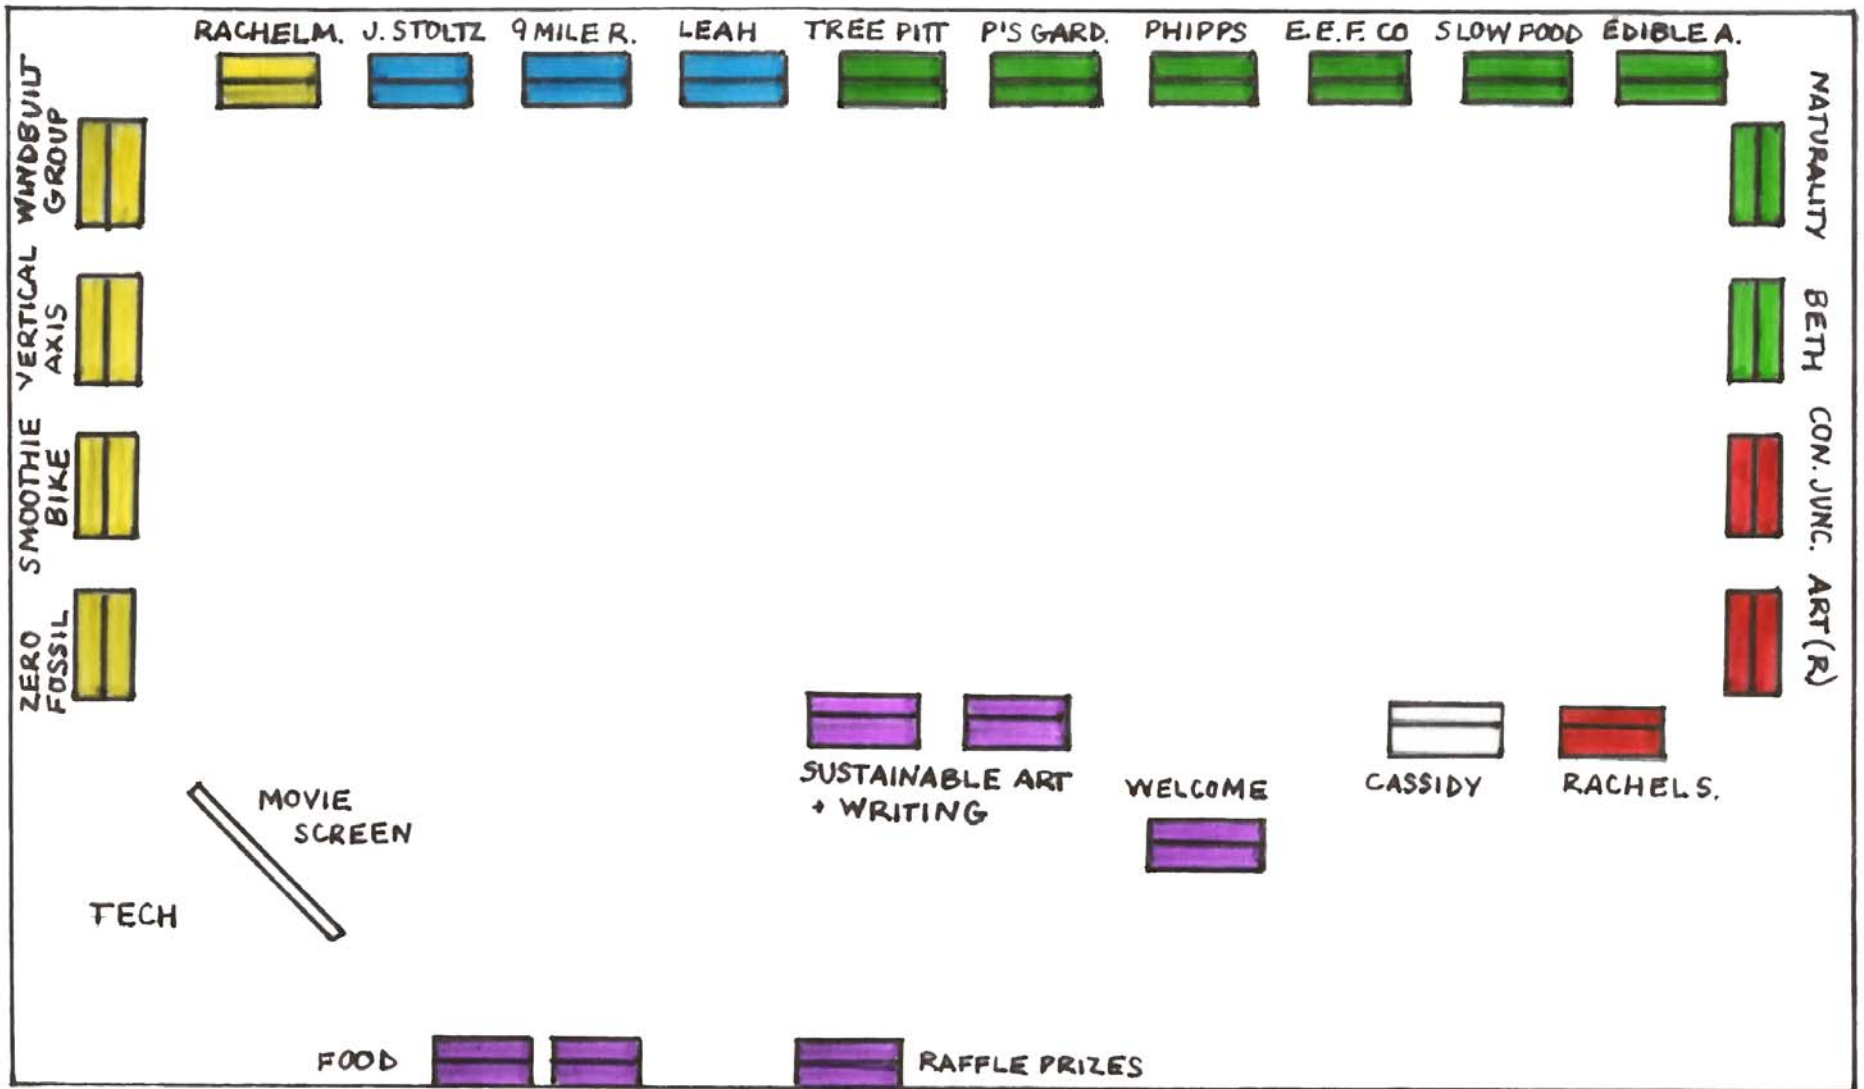 RACHEL M.
J. STOLTZ
9 MILE R.
LEAH
TREE PITT
P'S GARD.
PHIPPS
E.E.F. CO
SLOW FOOD
EDIBLE A.
WINDBUILT
GROUP
VERTICAL
AXIS
SMOOTHIE
BIKE
ZERO
FOSSIL
NATURALITY
BETH
CON. JUNC.
ART (R)
SUSTAINABLE ART
+ WRITING
WELCOME
CASSIDY
RACHEL S.
MOVIE
SCREEN
TECH
FOOD
RAFFLE PRIZES